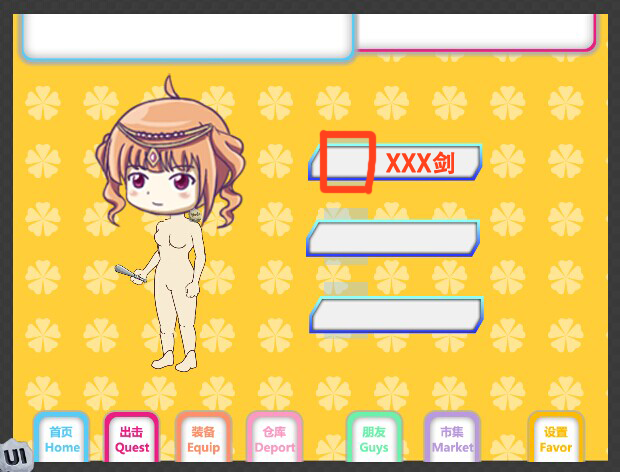 XXX剑
首页
Home
出击
Quest
装备
Equip
仓库
Deport
朋友
Guys
市集
Market
设置
Favor
UI